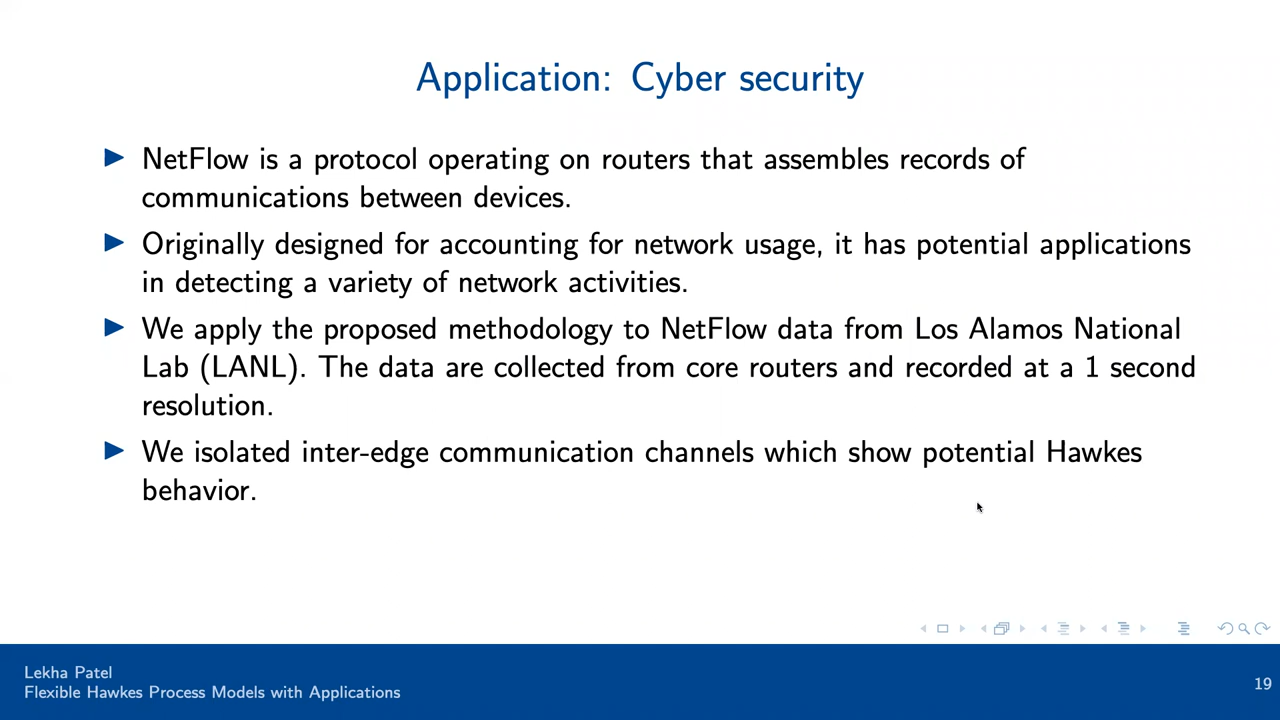 Application: Cyber security
NetFlow is a protocol operating on routers that assembles records of
communications between devices.
Originally designed for accounting for network usage, it has potential applications
in detecting a variety of network activities.
We apply the proposed methodology to NetFlow data from Los Alamos National
Lab (LANL). The data are collected from core routers and recorded at a 1 second
resolution.
We isolated inter-edge communication channels which show potential Hawkes
behavior.
Lekha Patel
Flexible Hawkes Process Models with Applications
19